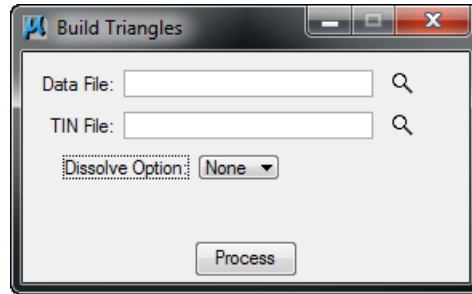 Build Triangles
Data File:
TIN File:
Dissolve Option: None
Process